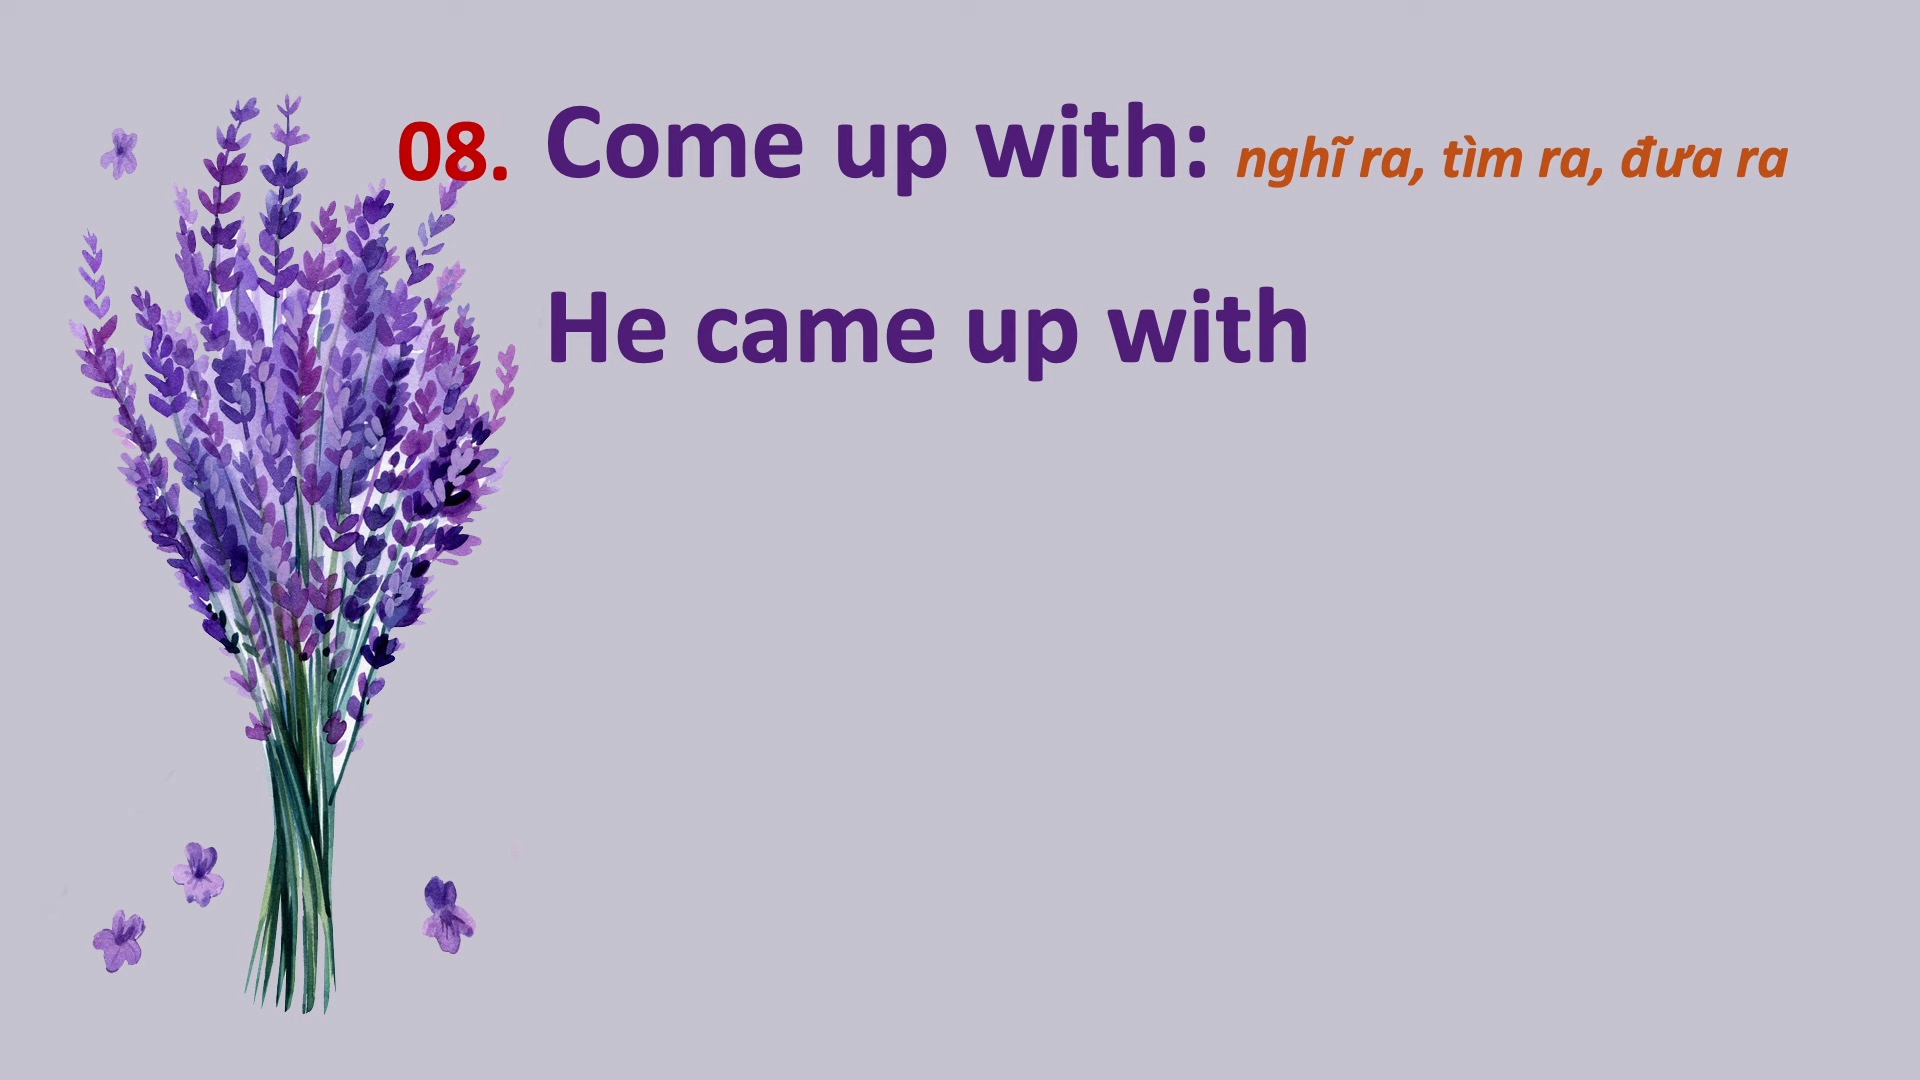 08. Come up with: nghĩ ra, tìm ra, đưa ra
He came up with